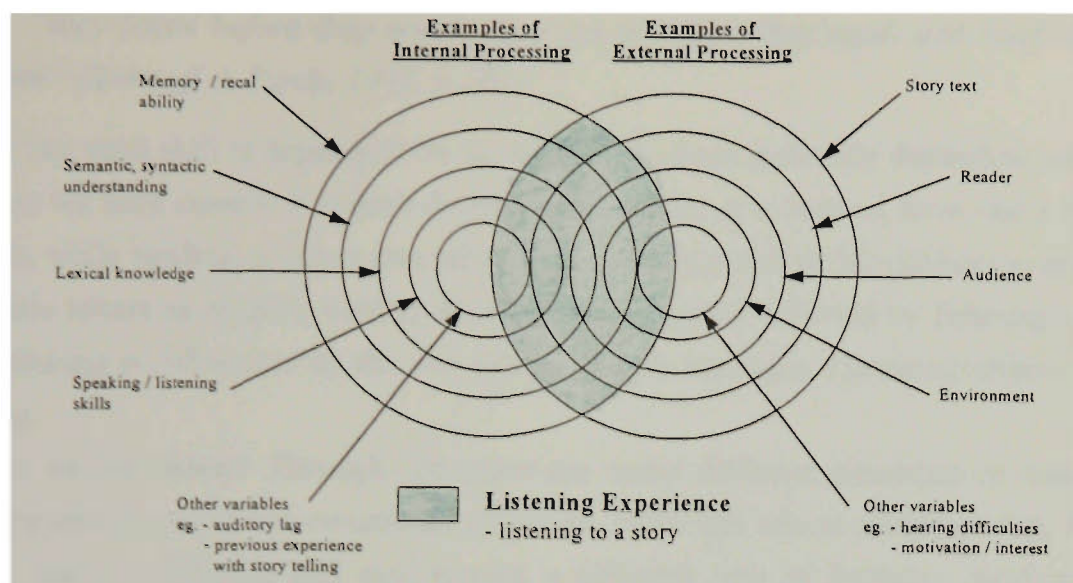 Examples of
Internal Processing
Examples of
External Processing
Memory / recal
ability
Semantic, syntactic
understanding
Lexical knowledge
Speaking / listening
skills
Other variables
eg. - auditory lag
- previous experience
with story telling
Story text
Reader
Audience
Environment
Other variables
eg. - hearing difficulties
- motivation / interest
Listening Experience
- listening to a story